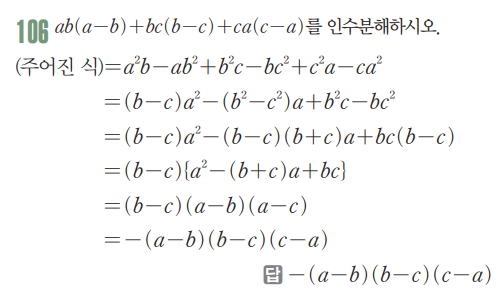 106 ab(a−b)+bc(b−c)+ca(c−a)를 인수분해하시오.
(주어진 식)=a²b−ab²+b²c−bc²+c²a−ca²
=(b−c)a²−(b²−c²)a+b²c−bc²
=(b−c)a²−(b−c)(b+c)a+bc(b−c)
=(b−c){a²−(b+c)a+bc}
=(b−c)(a−b)(a−c)
=−(a−b)(b−c)(c−a)
답 −(a−b)(b−c)(c−a)